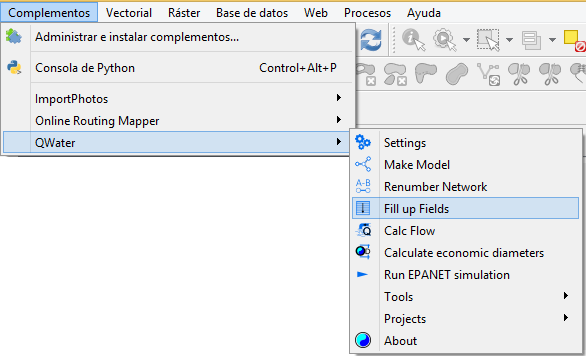 Complementos Vectorial Ráster Base de datos Web Procesos Ayuda
Administrar e instalar complementos...
Consola de Python Control+Alt+P
ImportPhotos
Online Routing Mapper
QWater
Settings
Make Model
A-B Renumber Network
Fill up Fields
Calc Flow
Calculate economic diameters
Run EPANET simulation
Tools
Projects
About